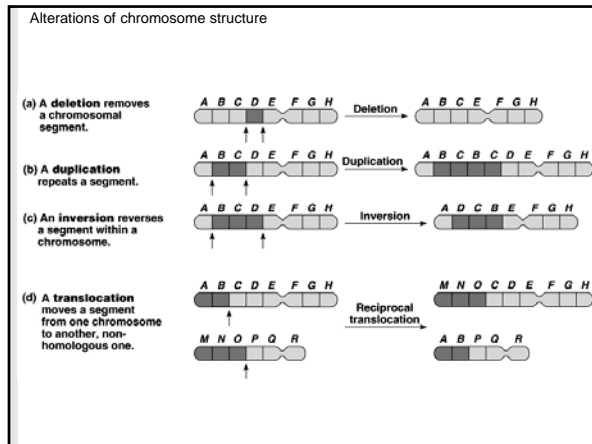 Alterations of chromosome structure
(a) A deletion removes
a chromosomal
segment.
A B C D E F G H
Deletion
A B C E F G H
(b) A duplication
repeats a segment.
A B C D E F G H
Duplication
A B C B C D E F G H
(c) An inversion reverses
a segment within a
chromosome.
A B C D E F G H
Inversion
A D C B E F G H
(d) A translocation
moves a segment
from one chromosome
to another, non-
homologous one.
A B C D E F G H
M N O P Q R
Reciprocal
translocation
M N O C D E F G H
A B P Q R